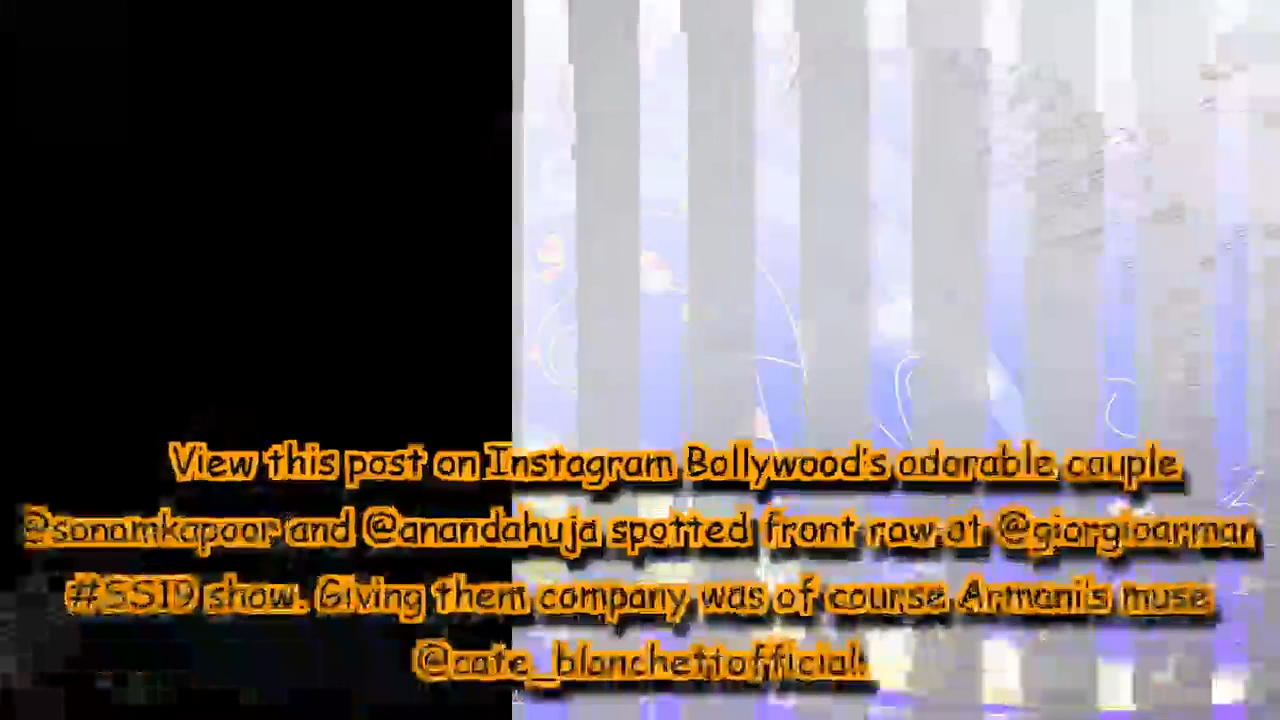 View this post on Instagram Bollywood's adorable couple
@sonamkapoor and @anandahuja spotted front row at @giorgioarmani
#SS19 show. Giving them company was of course Armani's muse
@cate_blanchettofficial!